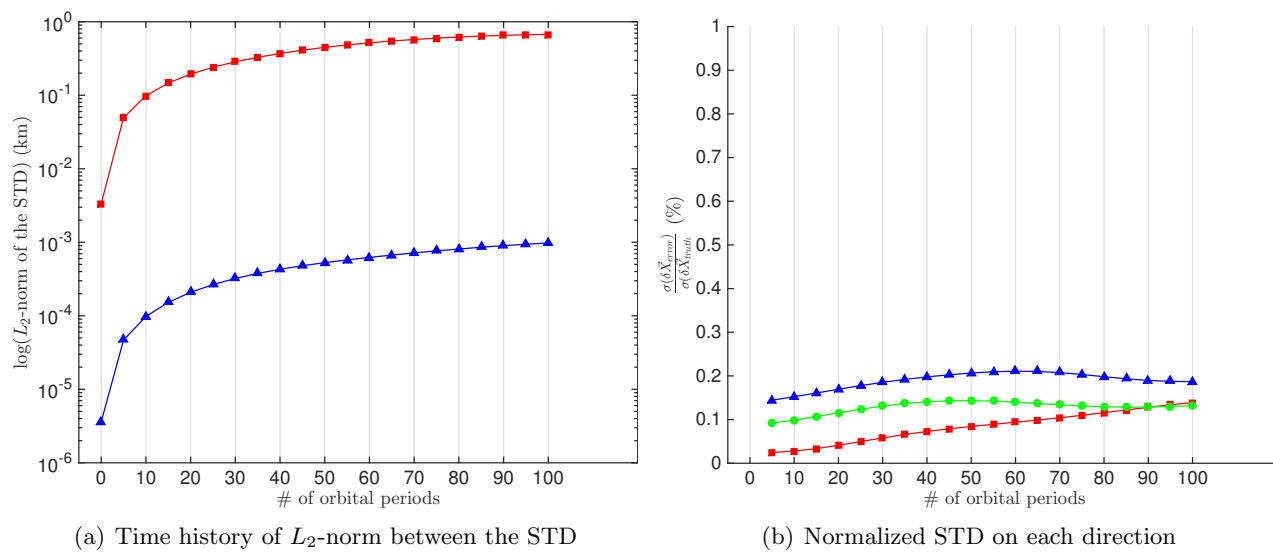 10^0
10^-1
10^-2
10^-3
10^-4
10^-5
10^-6
log(L_2-norm of the STD) (km)
0 10 20 30 40 50 60 70 80 90 100
# of orbital periods
(a) Time history of L_2-norm between the STD
1
0.9
0.8
0.7
0.6
0.5
0.4
0.3
0.2
0.1
0
σ(δX⃗_error)/σ(δX⃗_truth) (%)
0 10 20 30 40 50 60 70 80 90 100
# of orbital periods
(b) Normalized STD on each direction